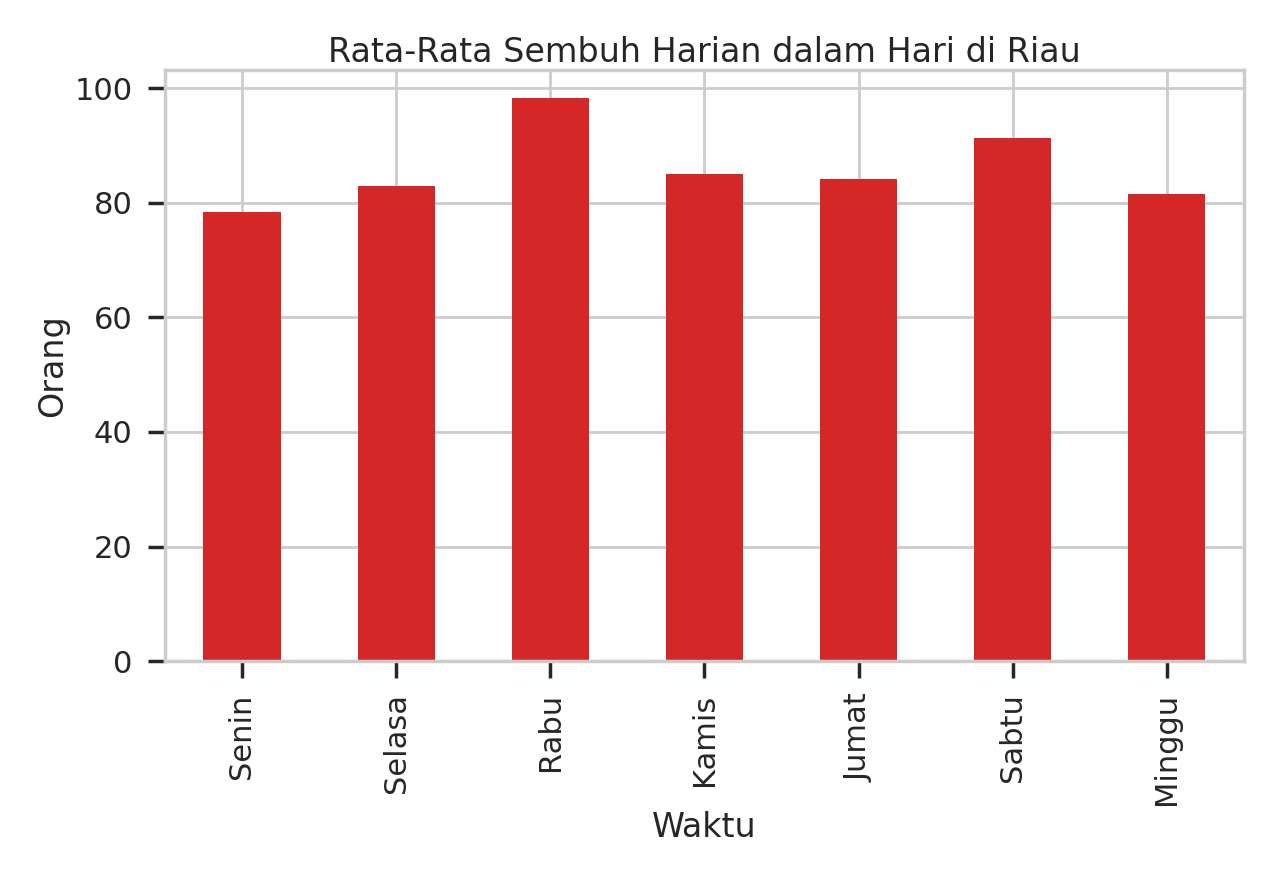 Rata-Rata Sembuh Harian dalam Hari di Riau
100
80
60
40
20
0
Orang
Senin
Selasa
Rabu
Kamis
Jumat
Sabtu
Minggu
Waktu